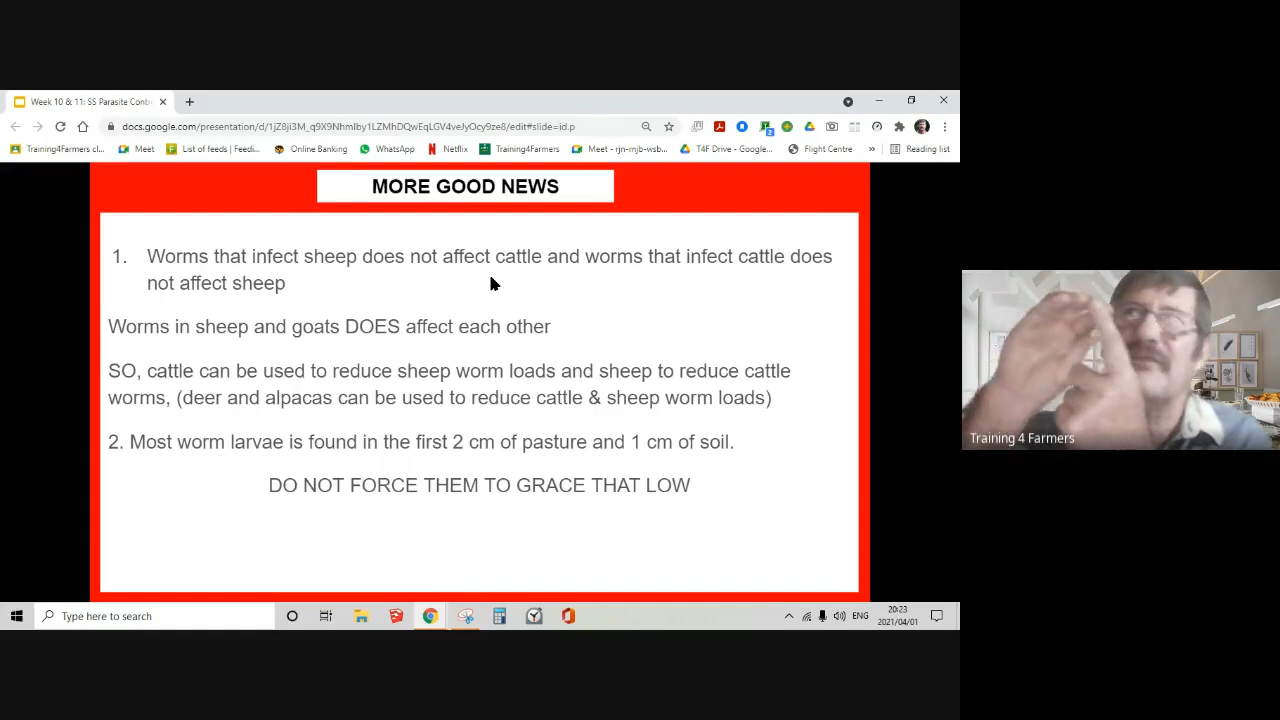 Week 10 & 11: SS Parasite Contr
docs.google.com/presentation/d/1jZ8ji3M_q9X9NhmIby1LZMhDQwEqLGV4veJyOcy9ze8/edit#slide=id.p
Training4Farmers cl... Meet List of feeds | Feedi... Online Banking WhatsApp Netflix Training4Farmers Meet - rjn-mjb-wsb... T4F Drive - Google... Flight Centre » Reading list
MORE GOOD NEWS
1. Worms that infect sheep does not affect cattle and worms that infect cattle does
not affect sheep
Worms in sheep and goats DOES affect each other
SO, cattle can be used to reduce sheep worm loads and sheep to reduce cattle
worms, (deer and alpacas can be used to reduce cattle & sheep worm loads)
2. Most worm larvae is found in the first 2 cm of pasture and 1 cm of soil.
DO NOT FORCE THEM TO GRACE THAT LOW
Training 4 Farmers
Type here to search
ENG
20:23
2021/04/01